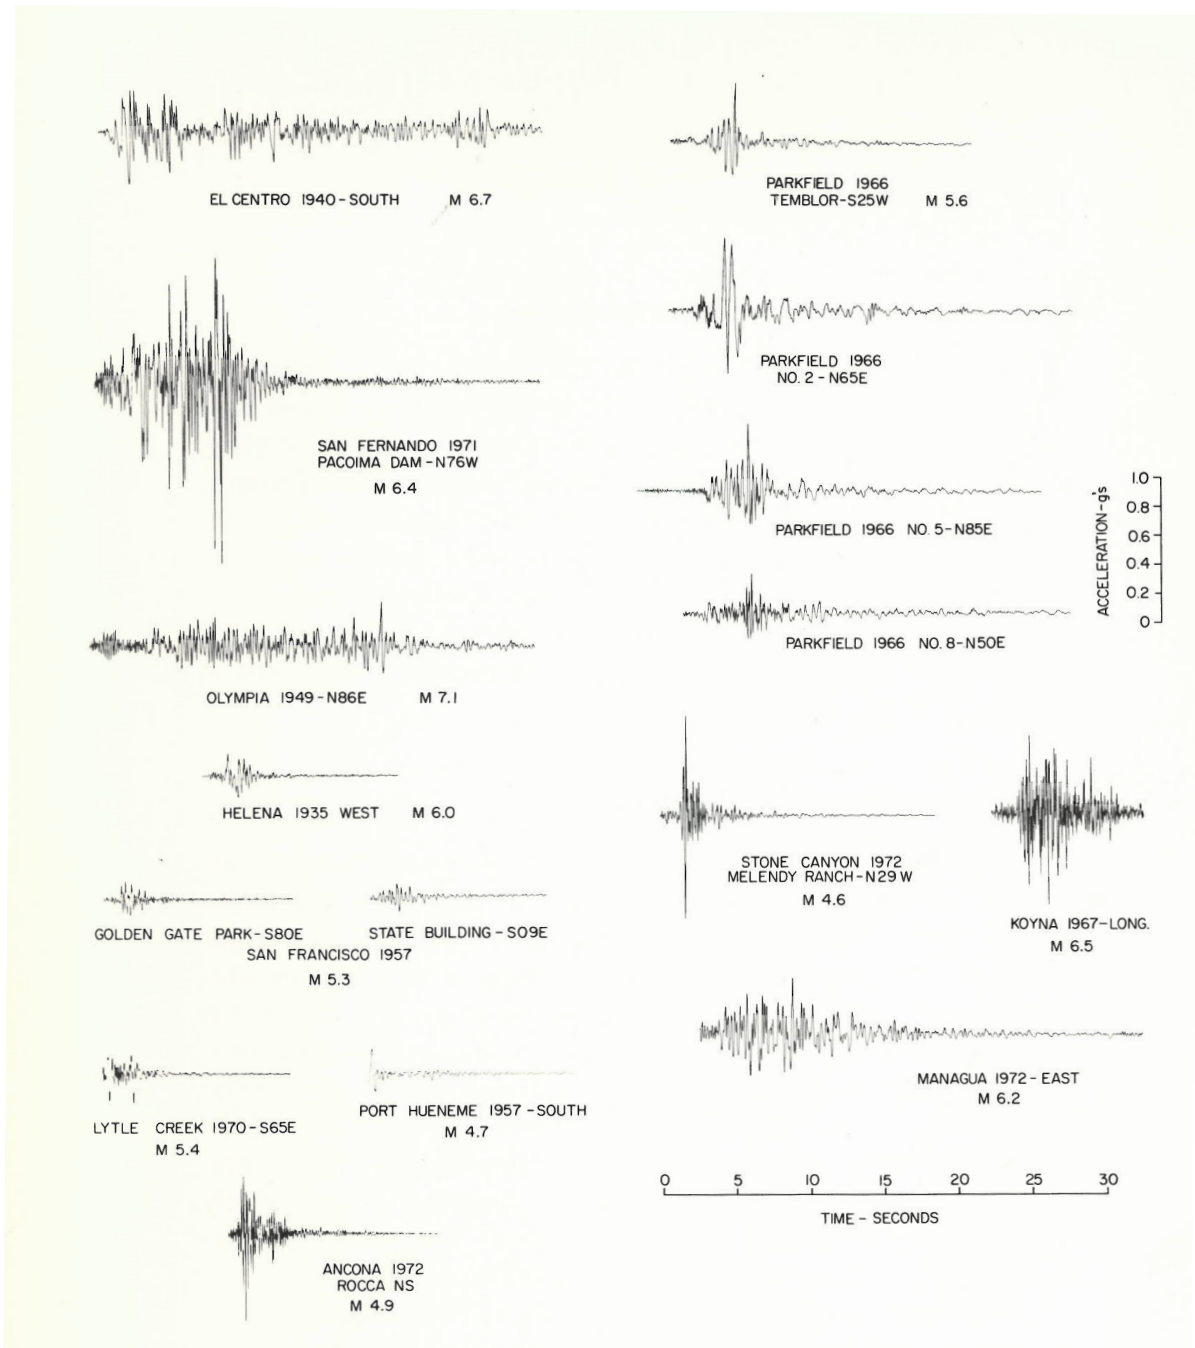 EL CENTRO 1940-SOUTH M 6.7
SAN FERNANDO 1971
PACOIMA DAM-N76W
M 6.4
OLYMPIA 1949-N86E M 7.1
HELENA 1935 WEST M 6.0
GOLDEN GATE PARK-S80E STATE BUILDING-S09E
SAN FRANCISCO 1957
M 5.3
LYTLE CREEK 1970-S65E
M 5.4
PORT HUENEME 1957-SOUTH
M 4.7
ANCONA 1972
ROCCA NS
M 4.9
PARKFIELD 1966
TEMBLOR-S25W M 5.6
PARKFIELD 1966
NO. 2-N65E
PARKFIELD 1966 NO. 5-N85E
PARKFIELD 1966 NO. 8-N50E
ACCELERATION-g's
1.0
0.8
0.6
0.4
0.2
0
STONE CANYON 1972
MELENDY RANCH-N29W
M 4.6
KOYNA 1967-LONG.
M 6.5
MANAGUA 1972-EAST
M 6.2
0 5 10 15 20 25 30
TIME - SECONDS